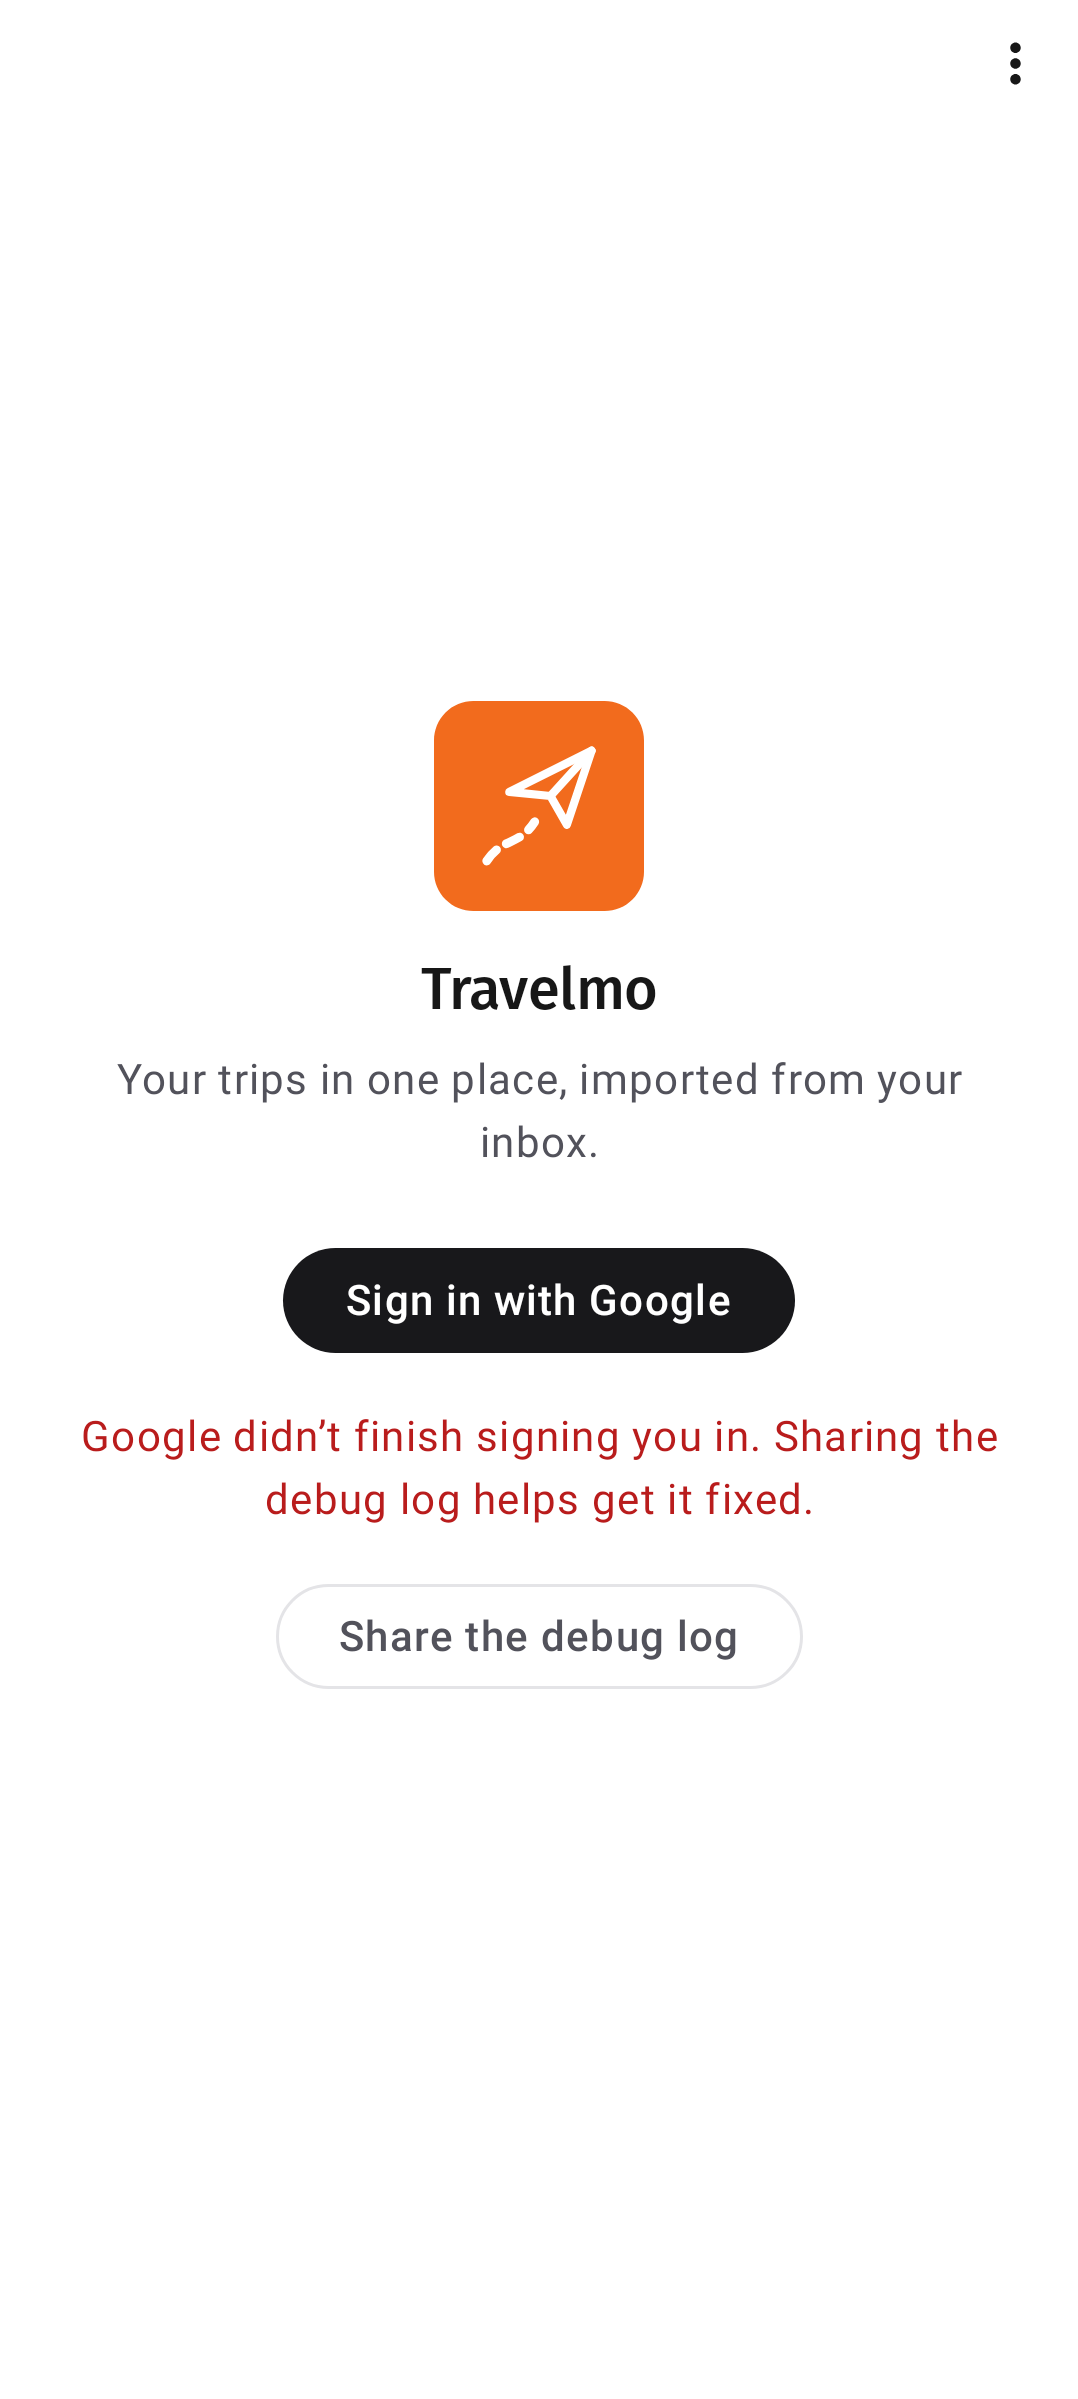 Travelmo
Your trips in one place, imported from your
inbox.
Sign in with Google
Google didn’t finish signing you in. Sharing the
debug log helps get it fixed.
Share the debug log